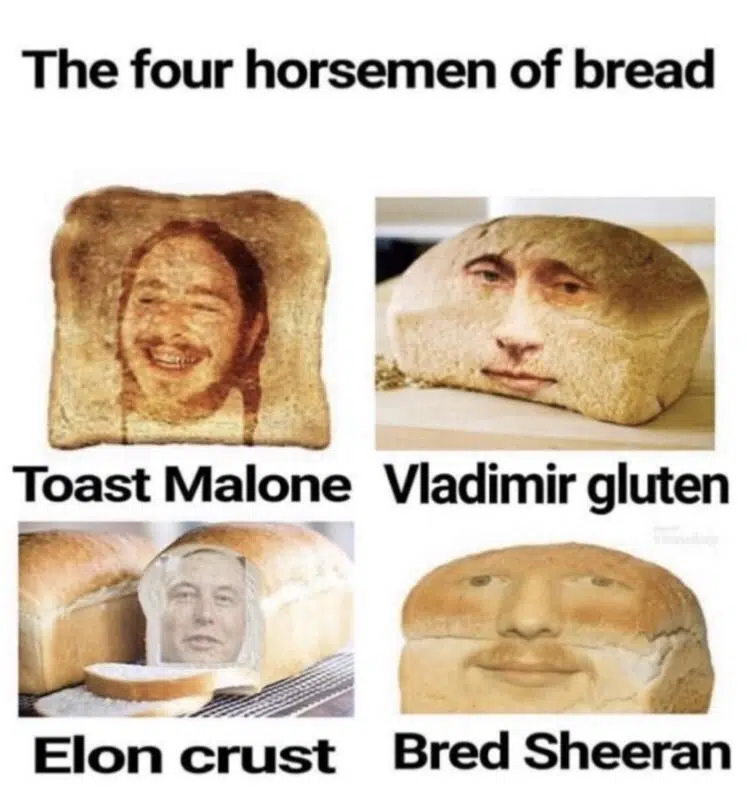 The four horsemen of bread
Toast Malone
Vladimir gluten
Elon crust
Bred Sheeran